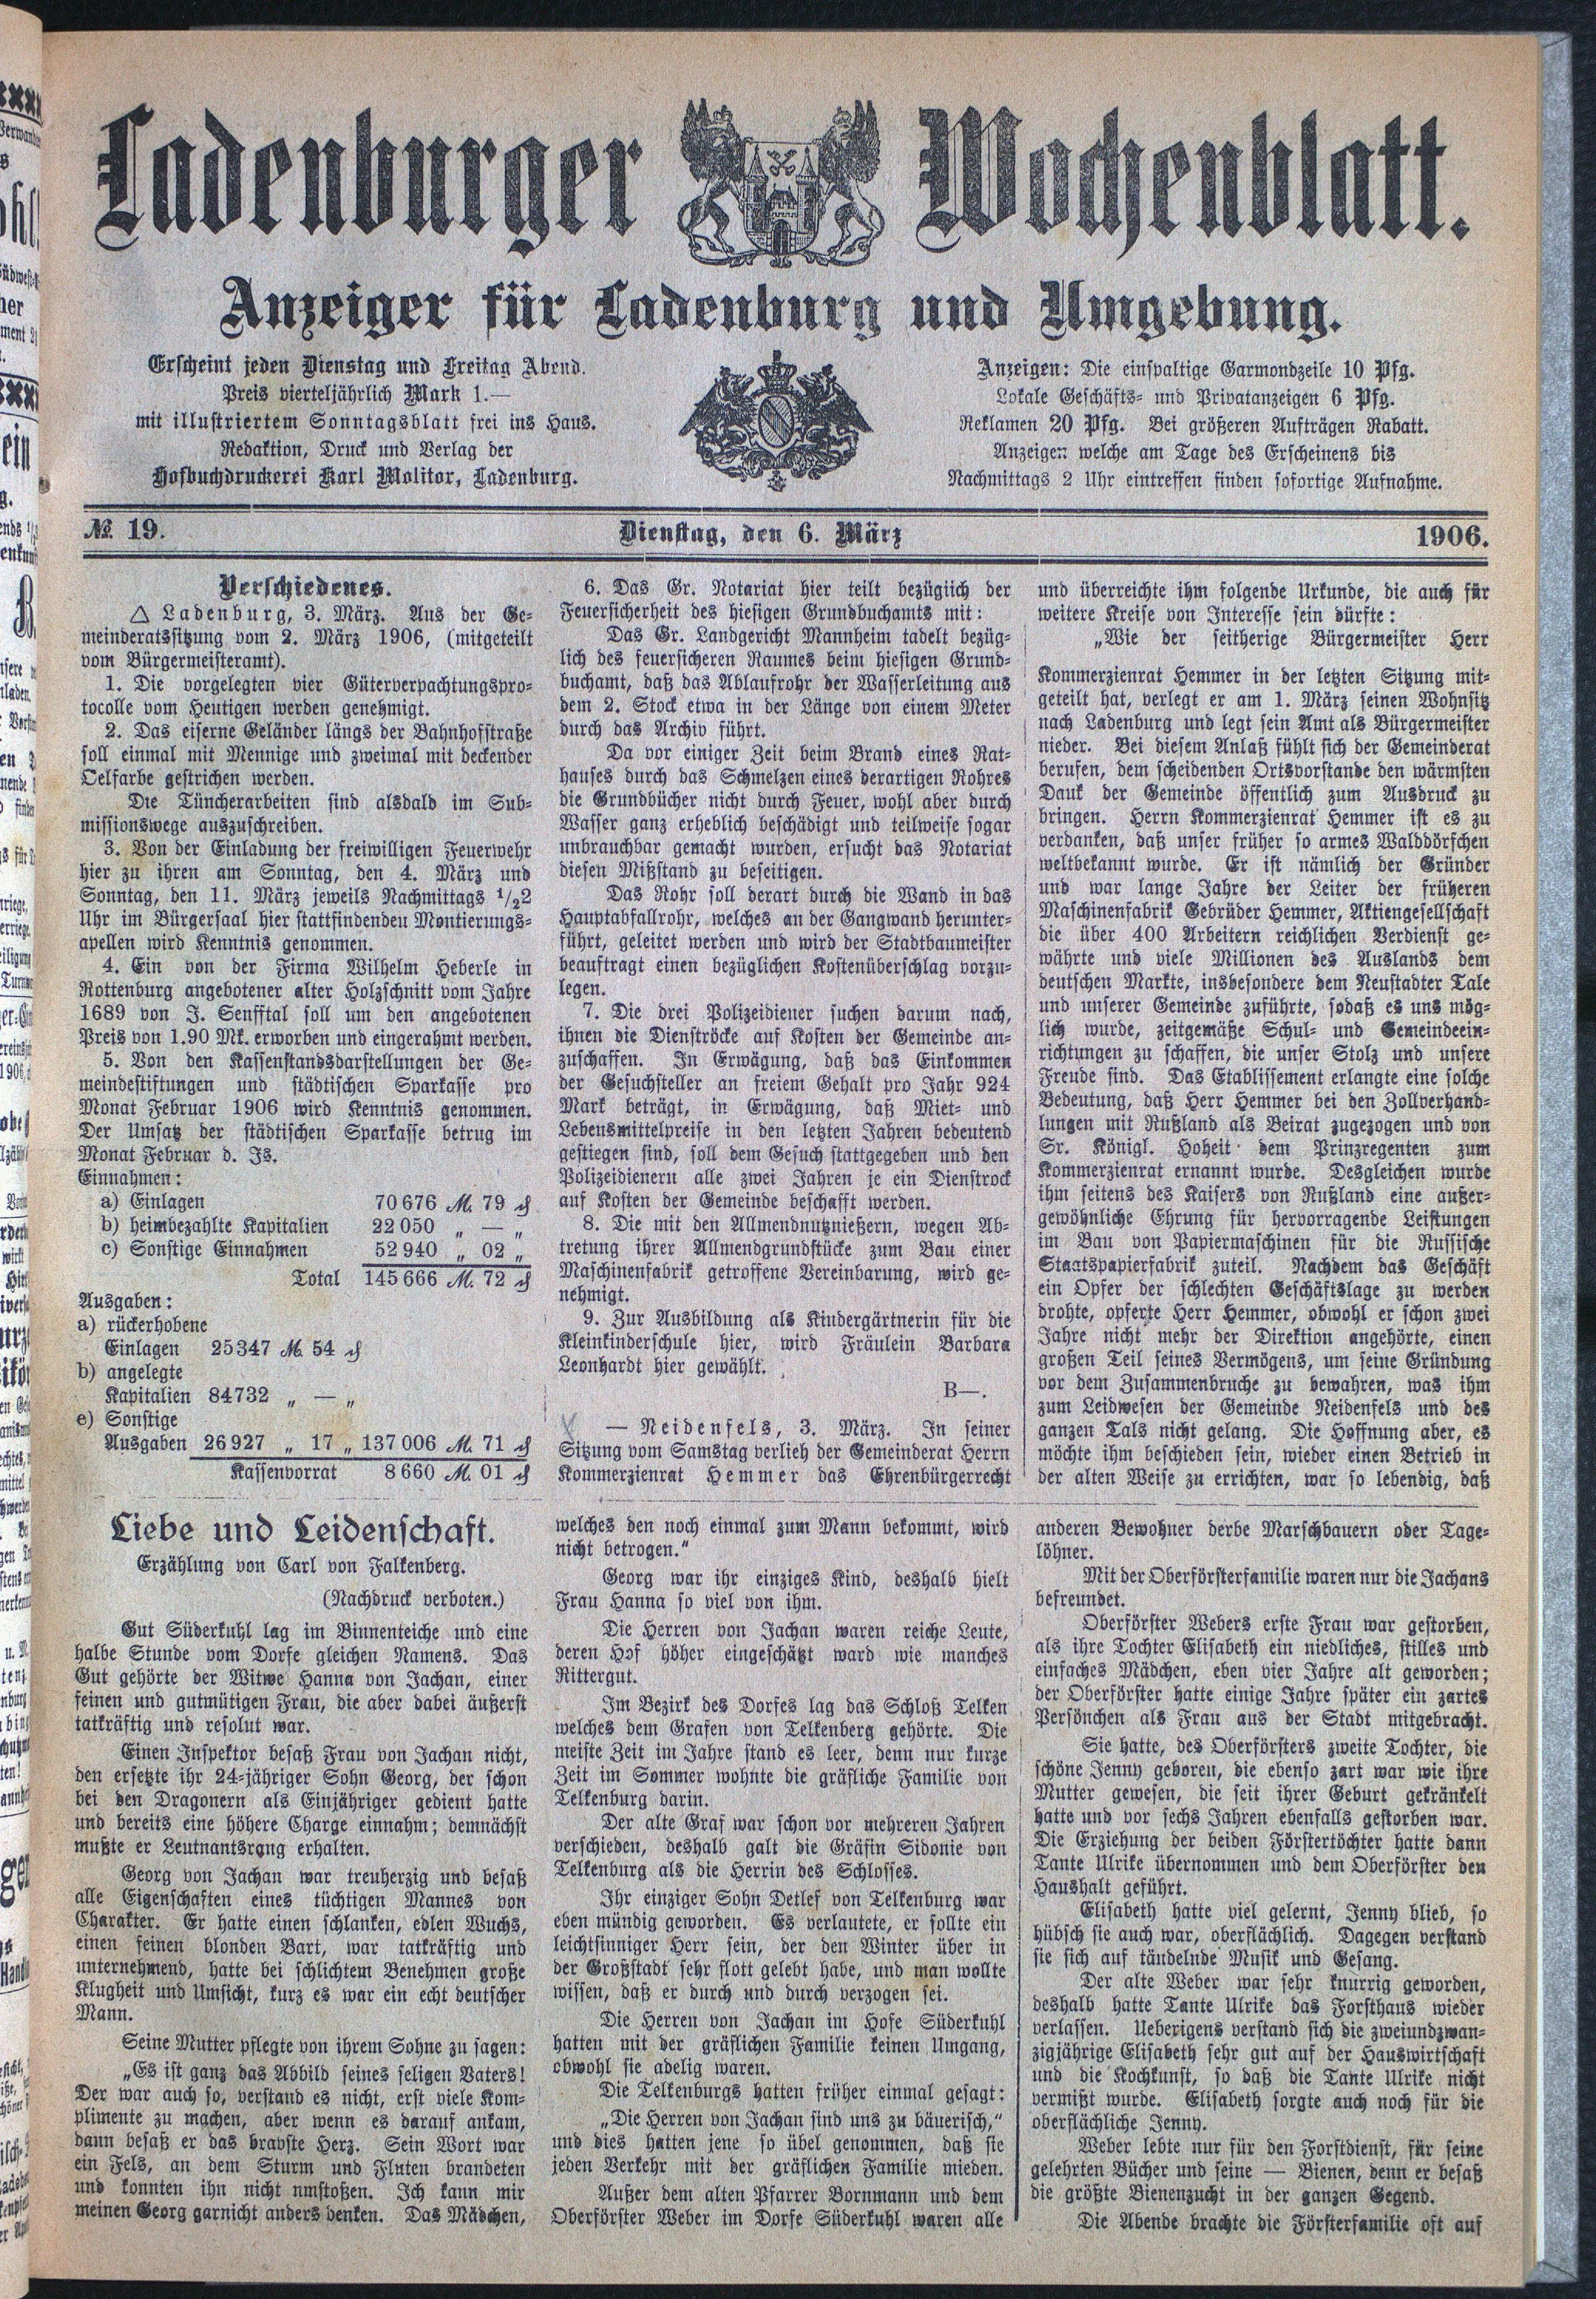 Ladenburger Wochenblatt.
Anzeiger für Ladenburg und Umgebung.
Erscheint jeden Dienstag und Freitag Abend.
Preis vierteljährlich Mark 1.—
mit illustriertem Sonntagsblatt frei ins Haus.
Redaktion, Druck und Verlag der
Hofbuchdruckerei Karl Molitor, Ladenburg.
Anzeigen: Die einspaltige Garmondzeile 10 Pfg.
Lokale Geschäfts- und Privatanzeigen 6 Pfg.
Reklamen 20 Pfg. Bei größeren Aufträgen Rabatt.
Anzeigen welche am Tage des Erscheinens bis
Nachmittags 2 Uhr eintreffen finden sofortige Aufnahme.
№ 19. Dienstag, den 6. März 1906.
Verschiedenes.
△ Ladenburg, 3. März. Aus der Ge-
meinderatssitzung vom 2. März 1906, (mitgeteilt
vom Bürgermeisteramt).
1. Die vorgelegten vier Güterverpachtungspro-
tocolle vom Heutigen werden genehmigt.
2. Das eiserne Geländer längs der Bahnhofstraße
soll einmal mit Mennige und zweimal mit deckender
Oelfarbe gestrichen werden.
Die Tüncherarbeiten sind alsdald im Sub-
missionswege auszuschreiben.
3. Von der Einladung der freiwilligen Feuerwehr
hier zu ihren am Sonntag, den 4. März und
Sonntag, den 11. März jeweils Nachmittags 1/2 2
Uhr im Bürgersaal hier stattfindenden Montierungs-
apellen wird Kenntnis genommen.
4. Ein von der Firma Wilhelm Heberle in
Rottenburg angebotener alter Holzschnitt vom Jahre
1689 von J. Senfftal soll um den angebotenen
Preis von 1.90 Mk. erworben und eingerahmt werden.
5. Von den Kassenstandsdarstellungen der Ge-
meindestiftungen und städtischen Sparkasse pro
Monat Februar 1906 wird Kenntnis genommen.
Der Umsatz der städtischen Sparkasse betrug im
Monat Februar d. Js.
Einnahmen:
a) Einlagen 70 676 M. 79 ₰
b) heimbezahlte Kapitalien 22 050 „ — „
c) Sonstige Einnahmen 52 940 „ 02 „
Total 145 666 M. 72 ₰
Ausgaben:
a) rückerhobene
Einlagen 25347 M. 54 ₰
b) angelegte
Kapitalien 84732 „ — „
c) Sonstige
Ausgaben 26927 „ 17 „ 137 006 M. 71 ₰
Kassenvorrat 8 660 M. 01 ₰
6. Das Gr. Notariat hier teilt bezügiich der
Feuersicherheit des hiesigen Grundbuchamts mit:
Das Gr. Landgericht Mannheim tadelt bezüg-
lich des feuersicheren Raumes beim hiesigen Grund-
buchamt, daß das Ablaufrohr der Wasserleitung aus
dem 2. Stock etwa in der Länge von einem Meter
durch das Archiv führt.
Da vor einiger Zeit beim Brand eines Rat-
hauses durch das Schmelzen eines derartigen Rohres
die Grundbücher nicht durch Feuer, wohl aber durch
Wasser ganz erheblich beschädigt und teilweise sogar
unbrauchbar gemacht wurden, ersucht das Notariat
diesen Mißstand zu beseitigen.
Das Rohr soll derart durch die Wand in das
Hauptabfallrohr, welches an der Gangwand herunter-
führt, geleitet werden und wird der Stadtbaumeister
beauftragt einen bezüglichen Kostenüberschlag vorzu-
legen.
7. Die drei Polizeidiener suchen darum nach,
ihnen die Dienströcke auf Kosten der Gemeinde an-
zuschaffen. In Erwägung, daß das Einkommen
der Gesuchsteller an freiem Gehalt pro Jahr 924
Mark beträgt, in Erwägung, daß Miet- und
Lebensmittelpreise in den letzten Jahren bedeutend
gestiegen sind, soll dem Gesuch stattgegeben und den
Polizeidienern alle zwei Jahren je ein Dienstrock
auf Kosten der Gemeinde beschafft werden.
8. Die mit den Allmendnutznießern, wegen Ab-
tretung ihrer Allmendgrundstücke zum Bau einer
Maschinenfabrik getroffene Vereinbarung, wird ge-
nehmigt.
9. Zur Ausbildung als Kindergärtnerin für die
Kleinkinderschule hier, wird Fräulein Barbara
Leonhardt hier gewählt.
B—.
— Neidenfels, 3. März. In seiner
Sitzung vom Samstag verlieh der Gemeinderat Herrn
Kommerzienrat Hemmer das Ehrenbürgerrecht
und überreichte ihm folgende Urkunde, die auch für
weitere Kreise von Interesse sein dürfte:
„Wie der seitherige Bürgermeister Herr
Kommerzienrat Hemmer in der letzten Sitzung mit-
geteilt hat, verlegt er am 1. März seinen Wohnsitz
nach Ladenburg und legt sein Amt als Bürgermeister
nieder. Bei diesem Anlaß fühlt sich der Gemeinderat
berufen, dem scheidenden Ortsvorstande den wärmsten
Dank der Gemeinde öffentlich zum Ausdruck zu
bringen. Herrn Kommerzienrat Hemmer ist es zu
verdanken, daß unser früher so armes Walddörfchen
weltbekannt wurde. Er ist nämlich der Gründer
und war lange Jahre der Leiter der früheren
Maschinenfabrik Gebrüder Hemmer, Aktiengesellschaft
die über 400 Arbeitern reichlichen Verdienst ge-
währte und viele Millionen des Auslands dem
deutschen Markte, insbesondere dem Neustadter Tale
und unserer Gemeinde zuführte, sodaß es uns mög-
lich wurde, zeitgemäße Schul- und Gemeindeein-
richtungen zu schaffen, die unser Stolz und unsere
Freude sind. Das Etablissement erlangte eine solche
Bedeutung, daß Herr Hemmer bei den Zollverhand-
lungen mit Rußland als Beirat zugezogen und von
Sr. Königl. Hoheit dem Prinzregenten zum
Kommerzienrat ernannt wurde. Desgleichen wurde
ihm seitens des Kaisers von Rußland eine außer-
gewöhnliche Ehrung für hervorragende Leistungen
im Bau von Papiermaschinen für die Russische
Staatspapierfabrik zuteil. Nachdem das Geschäft
ein Opfer der schlechten Geschäftslage zu werden
drohte, opferte Herr Hemmer, obwohl er schon zwei
Jahre nicht mehr der Direktion angehörte, einen
großen Teil seines Vermögens, um seine Gründung
vor dem Zusammenbruche zu bewahren, was ihm
zum Leidwesen der Gemeinde Neidenfels und des
ganzen Tals nicht gelang. Die Hoffnung aber, es
möchte ihm beschieden sein, wieder einen Betrieb in
der alten Weise zu errichten, war so lebendig, daß
Liebe und Leidenschaft.
Erzählung von Carl von Falkenberg.
(Nachdruck verboten.)
Gut Süderkuhl lag im Binnenteiche und eine
halbe Stunde vom Dorfe gleichen Namens. Das
Gut gehörte der Witwe Hanna von Jachan, einer
feinen und gutmütigen Frau, die aber dabei äußerst
tatkräftig und resolut war.
Einen Inspektor besaß Frau von Jachan nicht,
den ersetzte ihr 24-jähriger Sohn Georg, der schon
bei den Dragonern als Einjähriger gedient hatte
und bereits eine höhere Charge einnahm; demnächst
mußte er Leutnantsrang erhalten.
Georg von Jachan war treuherzig und besaß
alle Eigenschaften eines tüchtigen Mannes von
Charakter. Er hatte einen schlanken, edlen Wuchs,
einen feinen blonden Bart, war tatkräftig und
unternehmend, hatte bei schlichtem Benehmen große
Klugheit und Umsicht, kurz es war ein echt deutscher
Mann.
Seine Mutter pflegte von ihrem Sohne zu sagen:
„Es ist ganz das Abbild seines seligen Vaters!
Der war auch so, verstand es nicht, erst viele Kom-
plimente zu machen, aber wenn es darauf ankam,
dann besaß er das bravste Herz. Sein Wort war
ein Fels, an dem Sturm und Fluten brandeten
und konnten ihn nicht nmstoßen. Ich kann mir
meinen Georg garnicht anders denken. Das Mädchen,
welches den noch einmal zum Mann bekommt, wird
nicht betrogen.“
Georg war ihr einziges Kind, deshalb hielt
Frau Hanna so viel von ihm.
Die Herren von Jachan waren reiche Leute,
deren Hof höher eingeschätzt ward wie manches
Rittergut.
Im Bezirk des Dorfes lag das Schloß Telken
welches dem Grafen von Telkenberg gehörte. Die
meiste Zeit im Jahre stand es leer, denn nur kurze
Zeit im Sommer wohnte die gräfliche Familie von
Telkenburg darin.
Der alte Graf war schon vor mehreren Jahren
verschieden, deshalb galt die Gräfin Sidonie von
Telkenburg als die Herrin des Schlosses.
Ihr einziger Sohn Detlef von Telkenburg war
eben mündig geworden. Es verlautete, er sollte ein
leichtsinniger Herr sein, der den Winter über in
der Großstadt sehr flott gelebt habe, und man wollte
wissen, daß er durch und durch verzogen sei.
Die Herren von Jachan im Hofe Süderkuhl
hatten mit der gräflichen Familie keinen Umgang,
obwohl sie adelig waren.
Die Telkenburgs hatten früher einmal gesagt:
„Die Herren von Jachan sind uns zu bäuerisch,“
und dies hatten jene so übel genommen, daß sie
jeden Verkehr mit der gräflichen Familie mieden.
Außer dem alten Pfarrer Bornmann und dem
Oberförster Weber im Dorfe Süderkuhl waren alle
anderen Bewohner derbe Marschbauern oder Tage-
löhner.
Mit der Oberförsterfamilie waren nur die Jachans
befreundet.
Oberförster Webers erste Frau war gestorben,
als ihre Tochter Elisabeth ein niedliches, stilles und
einfaches Mädchen, eben vier Jahre alt geworden;
der Oberförster hatte einige Jahre später ein zartes
Persönchen als Frau aus der Stadt mitgebracht.
Sie hatte, des Oberförsters zweite Tochter, die
schöne Jenny geboren, die ebenso zart war wie ihre
Mutter gewesen, die seit ihrer Geburt gekränkelt
hatte und vor sechs Jahren ebenfalls gestorben war.
Die Erziehung der beiden Förstertöchter hatte dann
Tante Ulrike übernommen und dem Oberförster den
Haushalt geführt.
Elisabeth hatte viel gelernt, Jenny blieb, so
hübsch sie auch war, oberflächlich. Dagegen verstand
sie sich auf tändelnde Musik und Gesang.
Der alte Weber war sehr knurrig geworden,
deshalb hatte Tante Ulrike das Forsthaus wieder
verlassen. Ueberigens verstand sich die zweiundzwan-
zigjährige Elisabeth sehr gut auf der Hauswirtschaft
und die Kochkunst, so daß die Tante Ulrike nicht
vermißt wurde. Elisabeth sorgte auch noch für die
oberflächliche Jenny.
Weber lebte nur für den Forstdienst, für seine
gelehrten Bücher und seine — Bienen, denn er besaß
die größte Bienenzucht in der ganzen Gegend.
Die Abende brachte die Försterfamilie oft auf